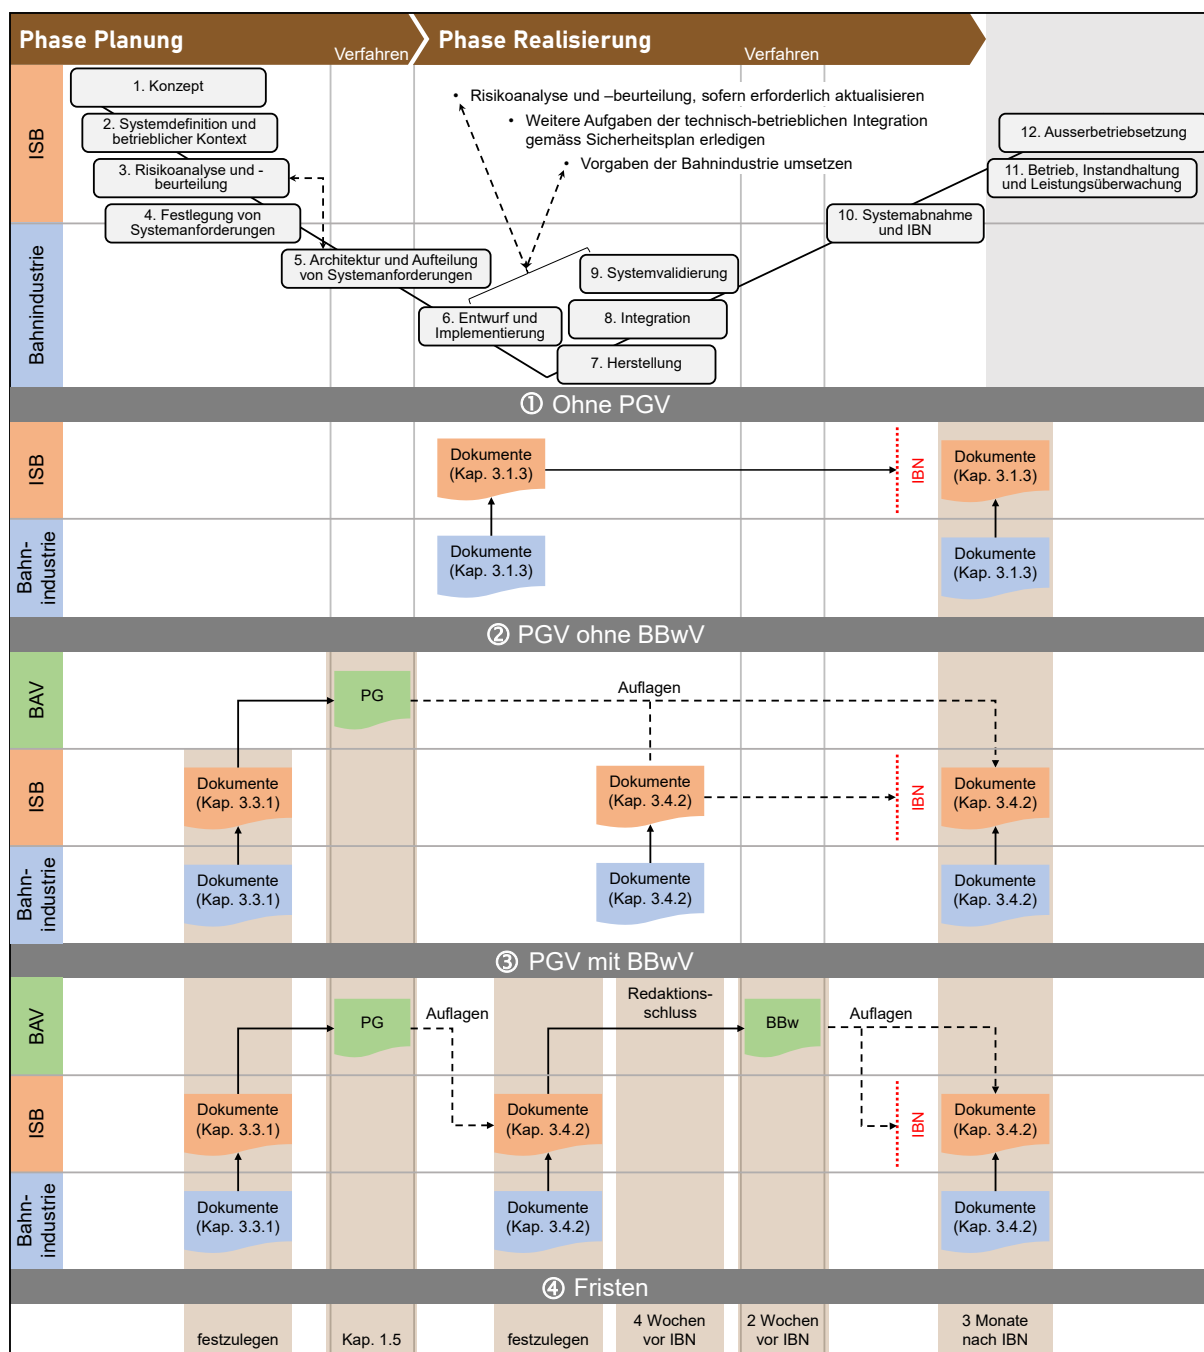 Phase Planung
Verfahren
Phase Realisierung
Verfahren
ISB
Bahnindustrie
1. Konzept
2. Systemdefinition und
betrieblicher Kontext
3. Risikoanalyse und -
beurteilung
4. Festlegung von
Systemanforderungen
5. Architektur und Aufteilung
von Systemanforderungen
6. Entwurf und
Implementierung
7. Herstellung
8. Integration
9. Systemvalidierung
10. Systemabnahme
und IBN
11. Betrieb, Instandhaltung
und Leistungsüberwachung
12. Ausserbetriebsetzung
• Risikoanalyse und –beurteilung, sofern erforderlich aktualisieren
• Weitere Aufgaben der technisch-betrieblichen Integration
gemäss Sicherheitsplan erledigen
• Vorgaben der Bahnindustrie umsetzen
① Ohne PGV
ISB
Dokumente
(Kap. 3.1.3)
IBN
Dokumente
(Kap. 3.1.3)
Bahn-
industrie
Dokumente
(Kap. 3.1.3)
Dokumente
(Kap. 3.1.3)
② PGV ohne BBwV
BAV
PG
Auflagen
ISB
Dokumente
(Kap. 3.3.1)
Dokumente
(Kap. 3.4.2)
IBN
Dokumente
(Kap. 3.4.2)
Bahn-
industrie
Dokumente
(Kap. 3.3.1)
Dokumente
(Kap. 3.4.2)
Dokumente
(Kap. 3.4.2)
③ PGV mit BBwV
BAV
PG
Auflagen
Redaktions-
schluss
BBw
Auflagen
ISB
Dokumente
(Kap. 3.3.1)
Dokumente
(Kap. 3.4.2)
IBN
Dokumente
(Kap. 3.4.2)
Bahn-
industrie
Dokumente
(Kap. 3.3.1)
Dokumente
(Kap. 3.4.2)
Dokumente
(Kap. 3.4.2)
④ Fristen
festzulegen
Kap. 1.5
festzulegen
4 Wochen
vor IBN
2 Wochen
vor IBN
3 Monate
nach IBN